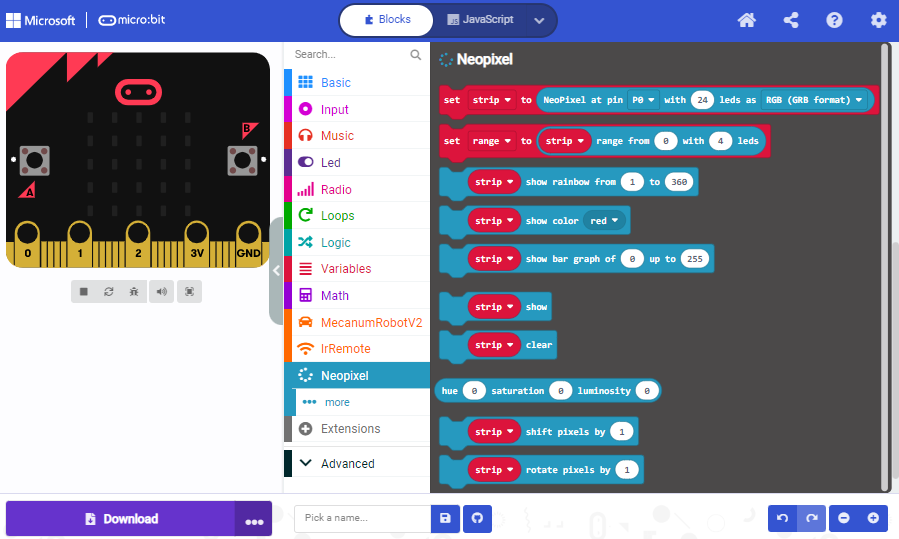 Microsoft micro:bit Blocks JavaScript
Search...
Basic
Input
Music
Led
Radio
Loops
Logic
Variables
Math
MecanumRobotV2
IrRemote
Neopixel
more
Extensions
Advanced
B
A
0 1 2 3V GND
Neopixel
set strip to NeoPixel at pin P0 with 24 leds as RGB (GRB format)
set range to strip range from 0 with 4 leds
strip show rainbow from 1 to 360
strip show color red
strip show bar graph of 0 up to 255
strip show
strip clear
hue 0 saturation 0 luminosity 0
strip shift pixels by 1
strip rotate pixels by 1
Download
Pick a name...